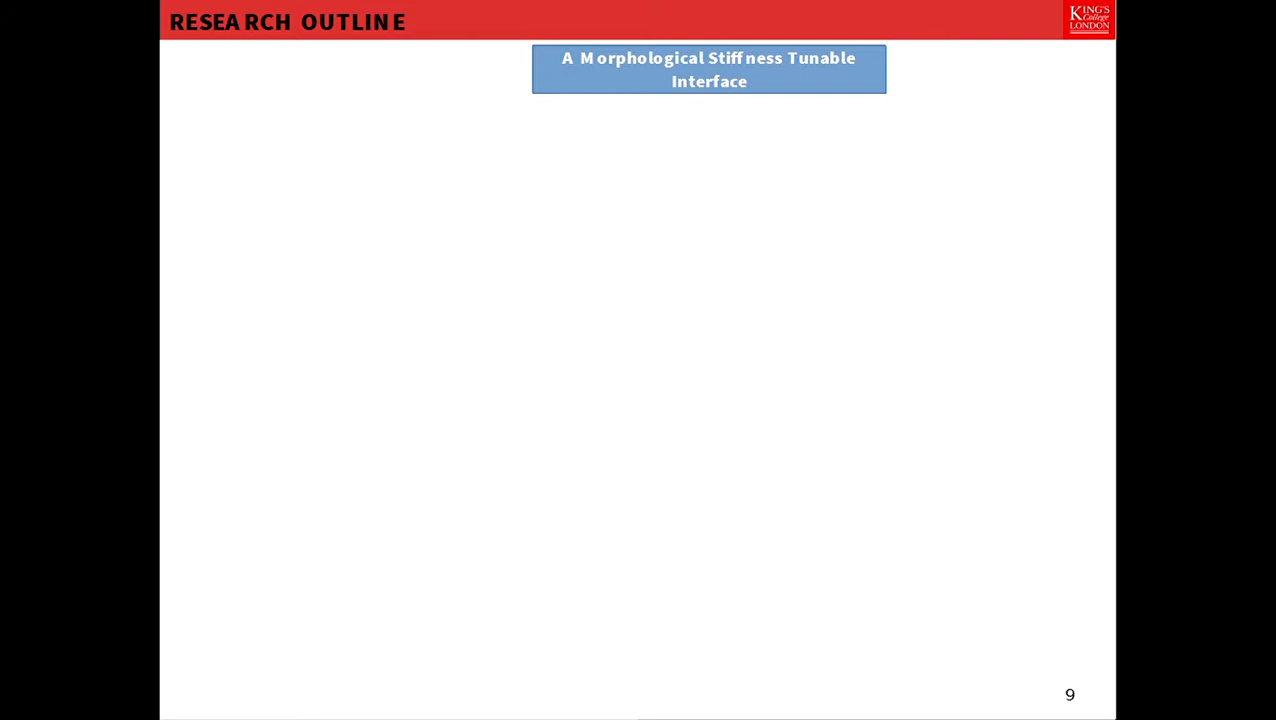 RESEARCH OUTLINE
KING'S
College
LONDON
A Morphological Stiffness Tunable
Interface
9